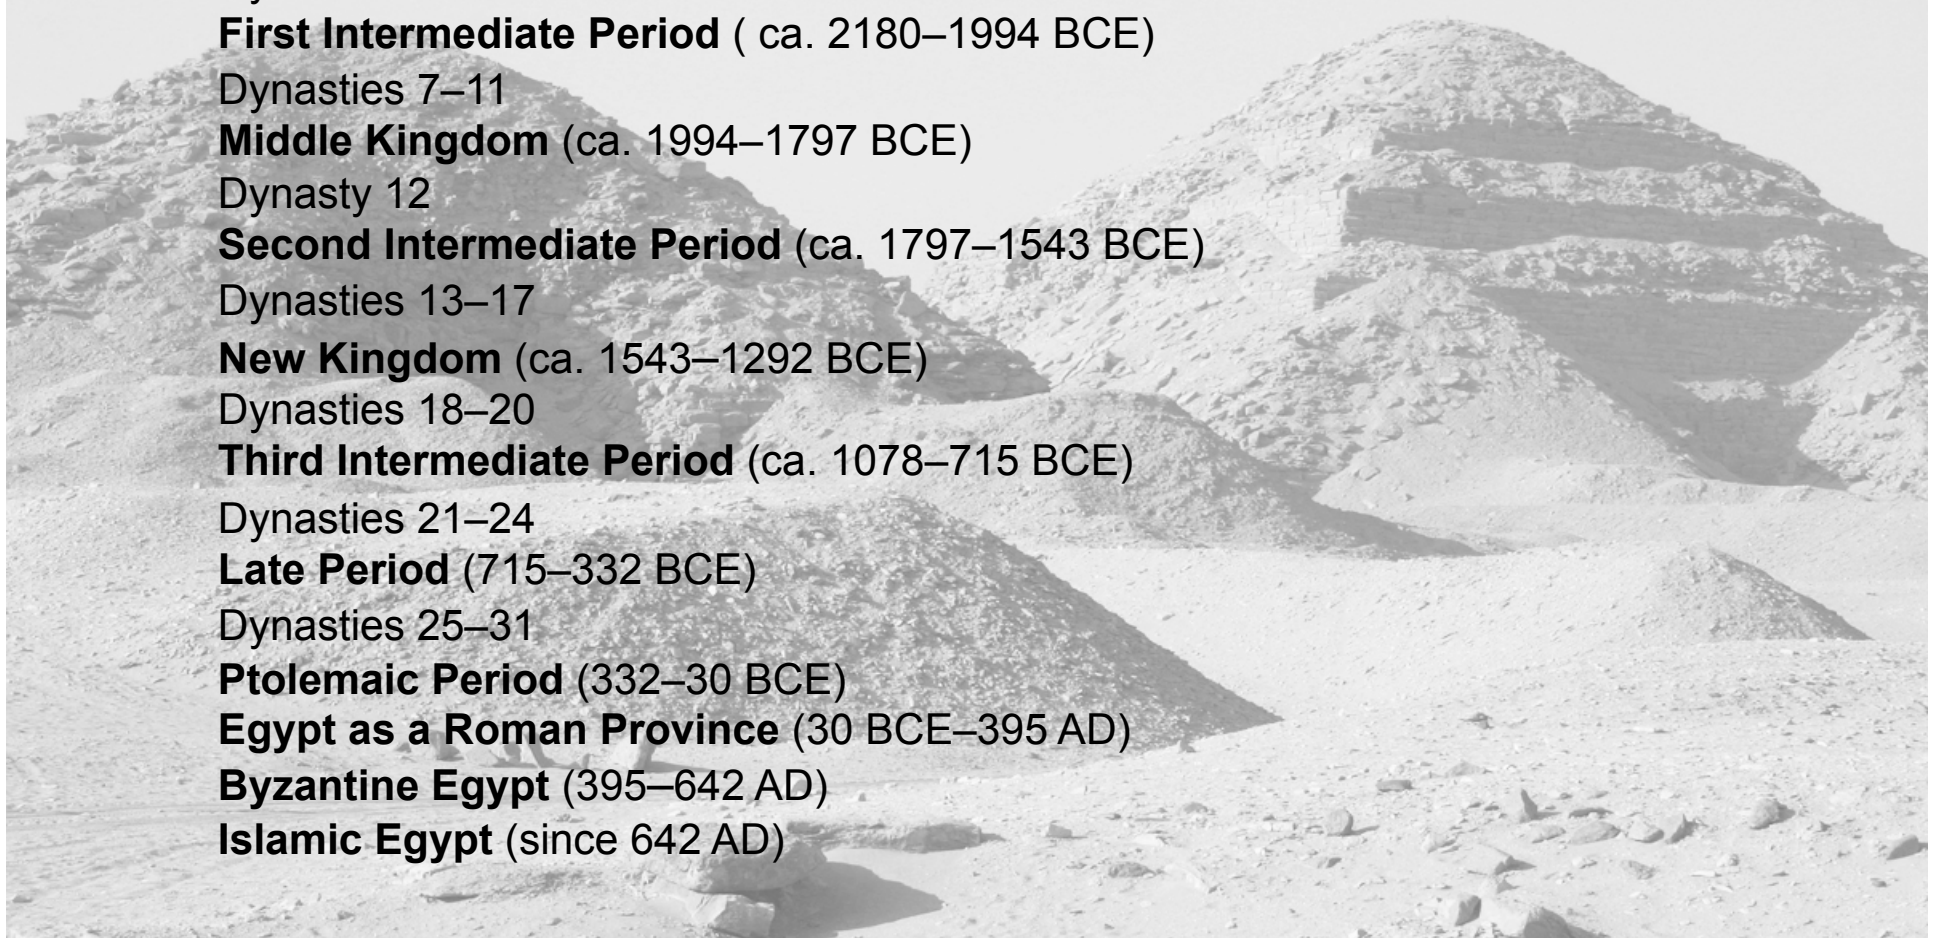 First Intermediate Period ( ca. 2180–1994 BCE)
Dynasties 7–11
Middle Kingdom (ca. 1994–1797 BCE)
Dynasty 12
Second Intermediate Period (ca. 1797–1543 BCE)
Dynasties 13–17
New Kingdom (ca. 1543–1292 BCE)
Dynasties 18–20
Third Intermediate Period (ca. 1078–715 BCE)
Dynasties 21–24
Late Period (715–332 BCE)
Dynasties 25–31
Ptolemaic Period (332–30 BCE)
Egypt as a Roman Province (30 BCE–395 AD)
Byzantine Egypt (395–642 AD)
Islamic Egypt (since 642 AD)